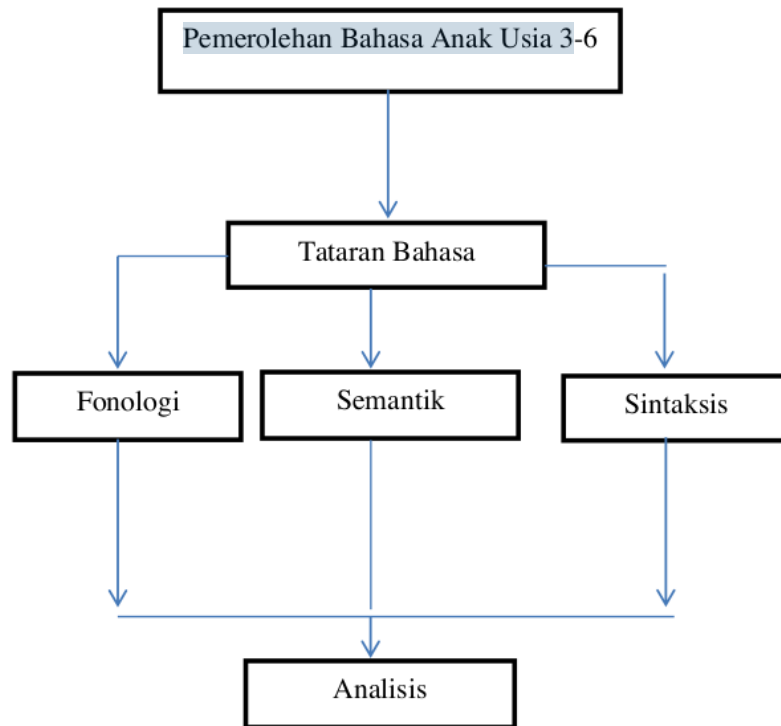 Pemerolehan Bahasa Anak Usia 3-6
Tataran Bahasa
Fonologi
Semantik
Sintaksis
Analisis